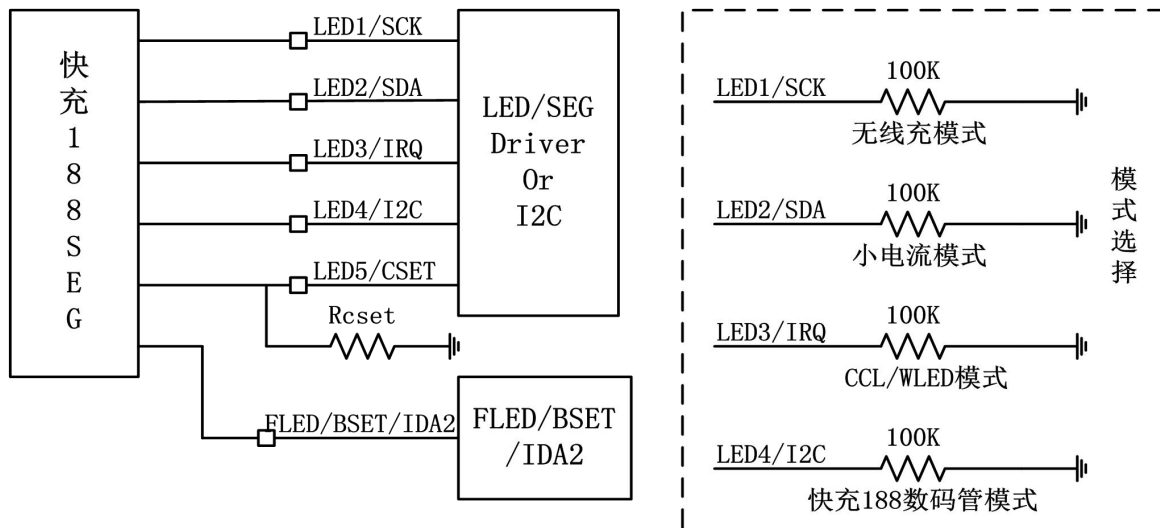 快充188SEG
LED1/SCK
LED2/SDA
LED3/IRQ
LED4/I2C
LED5/CSET
Rcset
FLED/BSET/IDA2
LED/SEG
Driver
Or
I2C
FLED/BSET
/IDA2
LED1/SCK
100K
无线充模式
LED2/SDA
100K
小电流模式
LED3/IRQ
100K
CCL/WLED模式
LED4/I2C
100K
快充188数码管模式
模式选择